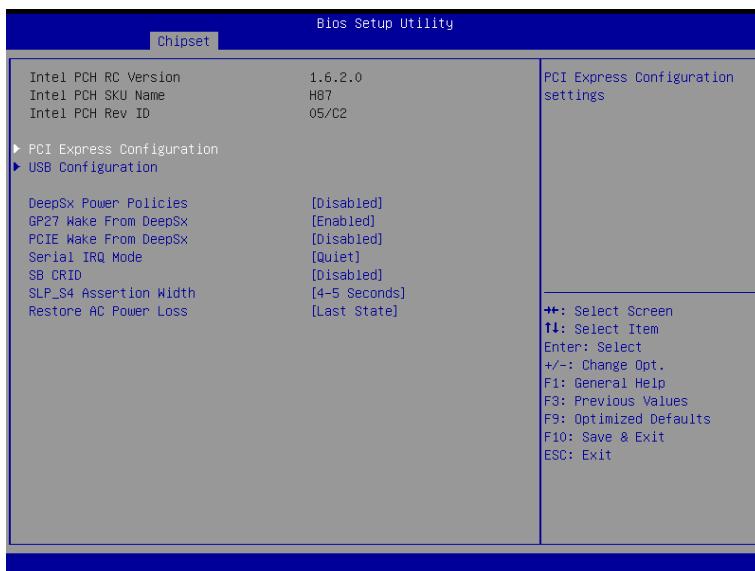 Bios Setup Utility
Chipset
Intel PCH RC Version 1.6.2.0
Intel PCH SKU Name H87
Intel PCH Rev ID 05/C2
PCI Express Configuration
USB Configuration
DeepSx Power Policies [Disabled]
GP27 Wake From DeepSx [Enabled]
PCIE Wake From DeepSx [Disabled]
Serial IRQ Mode [Quiet]
SB CRID [Disabled]
SLP_S4 Assertion Width [4-5 Seconds]
Restore AC Power Loss [Last State]
PCI Express Configuration
settings
→←: Select Screen
↑↓: Select Item
Enter: Select
+/-: Change Opt.
F1: General Help
F3: Previous Values
F9: Optimized Defaults
F10: Save & Exit
ESC: Exit